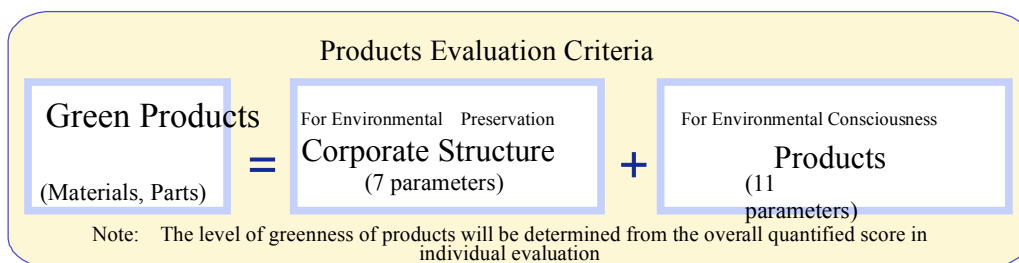 Products Evaluation Criteria
Green Products
(Materials, Parts)
=
For Environmental Preservation
Corporate Structure
(7 parameters)
+
For Environmental Consciousness
Products
(11
parameters)
Note: The level of greenness of products will be determined from the overall quantified score in
individual evaluation